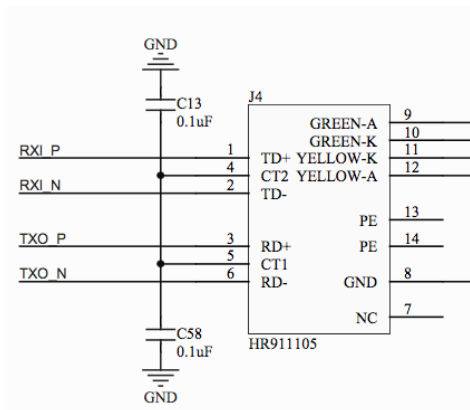 GND
C13
0.1uF
J4
GREEN-A 9
GREEN-K 10
RXI_P 1 TD+ YELLOW-K 11
4 CT2 YELLOW-A 12
RXI_N 2 TD-
PE 13
TXO_P 3 RD+ PE 14
5 CT1
TXO_N 6 RD- GND 8
NC 7
C58
0.1uF
HR911105
GND